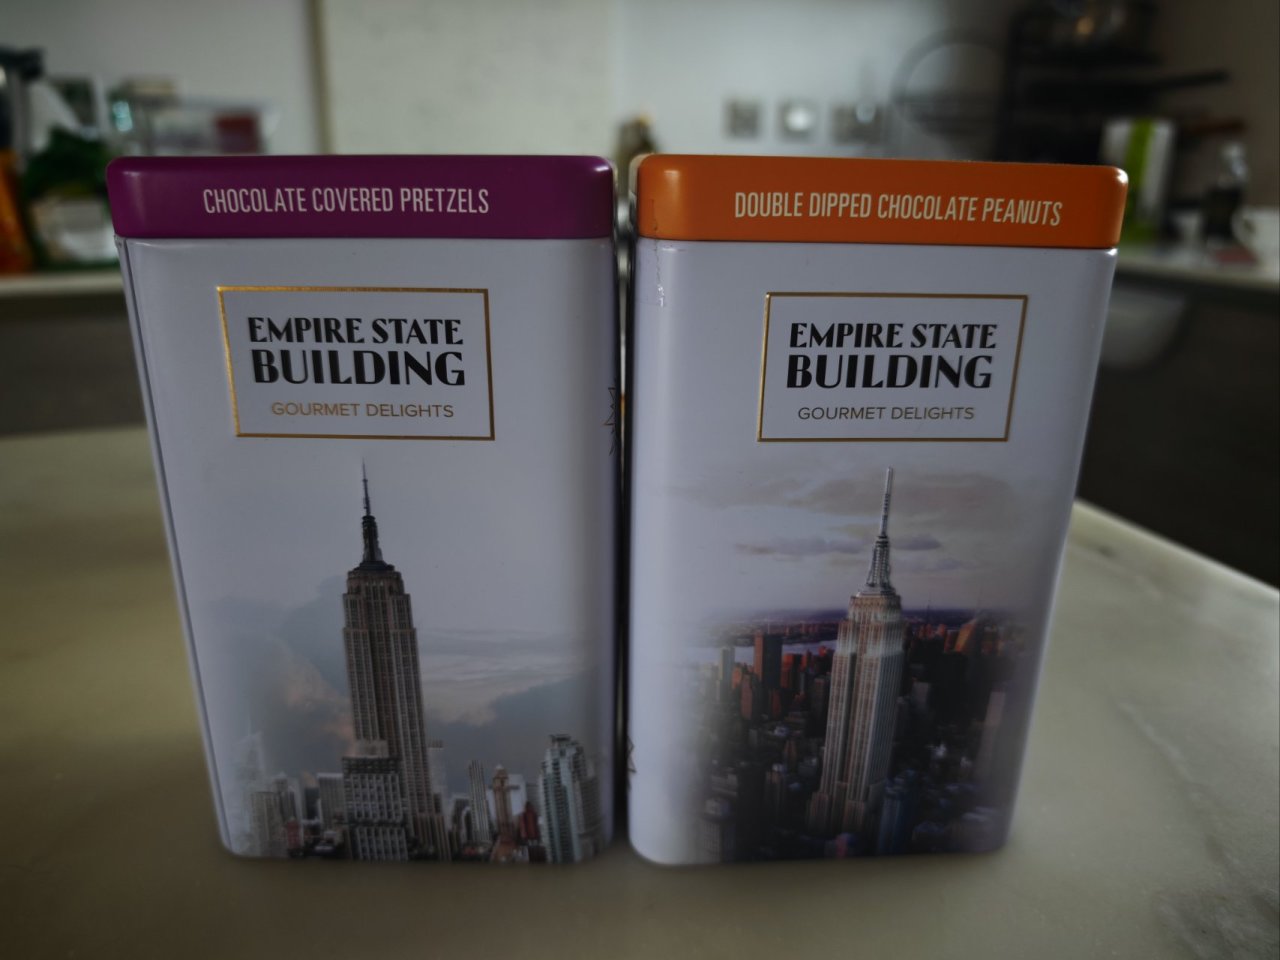 CHOCOLATE COVERED PRETZELS
EMPIRE STATE
BUILDING
GOURMET DELIGHTS
DOUBLE DIPPED CHOCOLATE PEANUTS
EMPIRE STATE
BUILDING
GOURMET DELIGHTS